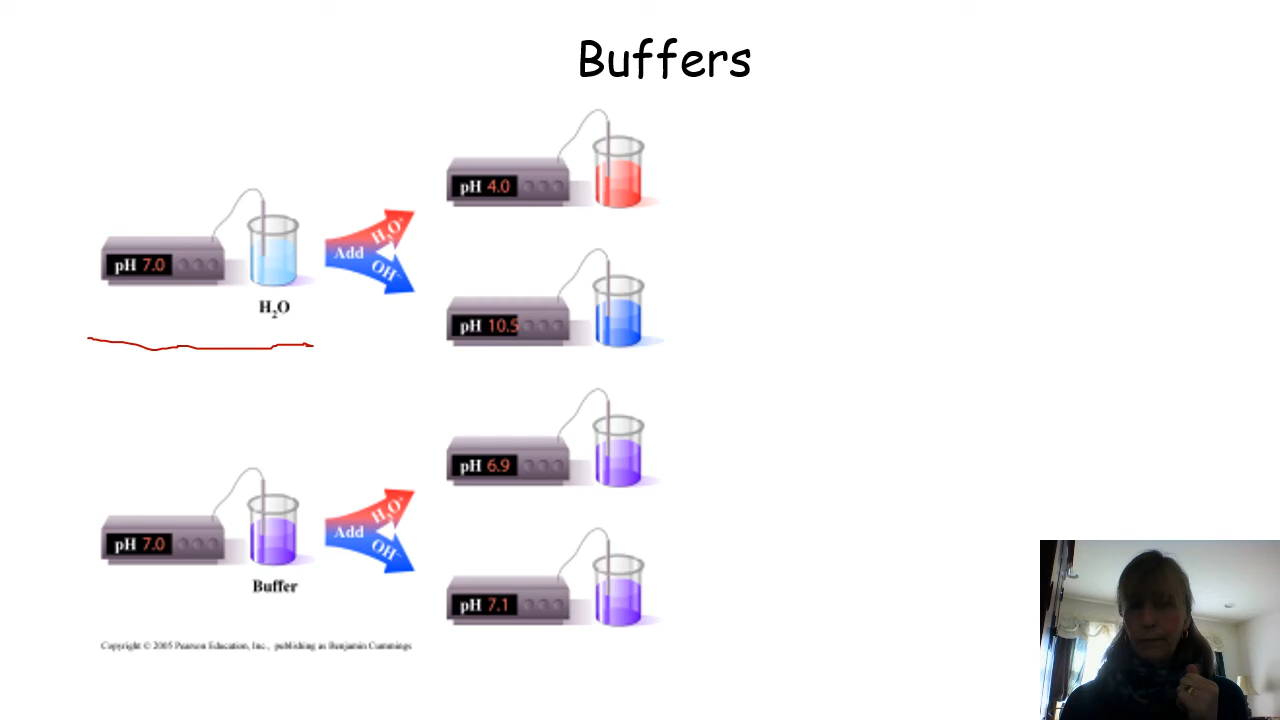 Buffers
pH 4.0
pH 7.0
Add
H₃O⁺
OH⁻
H₂O
pH 10.5
pH 6.9
pH 7.0
Add
H₃O⁺
OH⁻
Buffer
pH 7.1
Copyright © 2005 Pearson Education, Inc., publishing as Benjamin Cummings